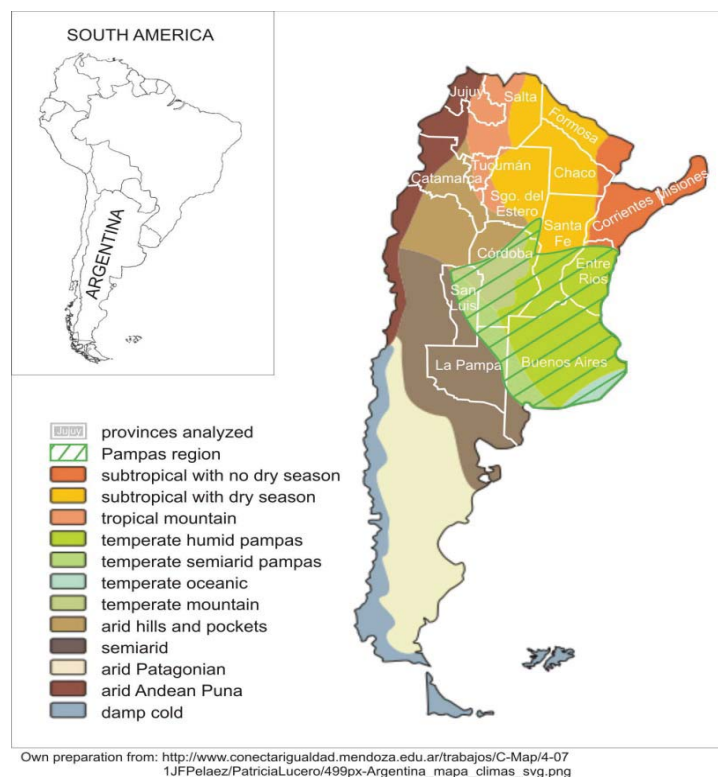 SOUTH AMERICA
ARGENTINA
Jujuy
Salta
Formosa
Tucumán
Chaco
Catamarca
Sgo. del
Estero
Corrientes
Misiones
Santa
Fe
Córdoba
Entre
Rios
San
Luis
La Pampa
Buenos Aires
Jujuy
provinces analyzed
Pampas region
subtropical with no dry season
subtropical with dry season
tropical mountain
temperate humid pampas
temperate semiarid pampas
temperate oceanic
temperate mountain
arid hills and pockets
semiarid
arid Patagonian
arid Andean Puna
damp cold
Own preparation from: http://www.conectarigualdad.mendoza.edu.ar/trabajos/C-Map/4-07
1JFPelaez/PatriciaLucero/499px-Argentina_mapa_climas_svg.png